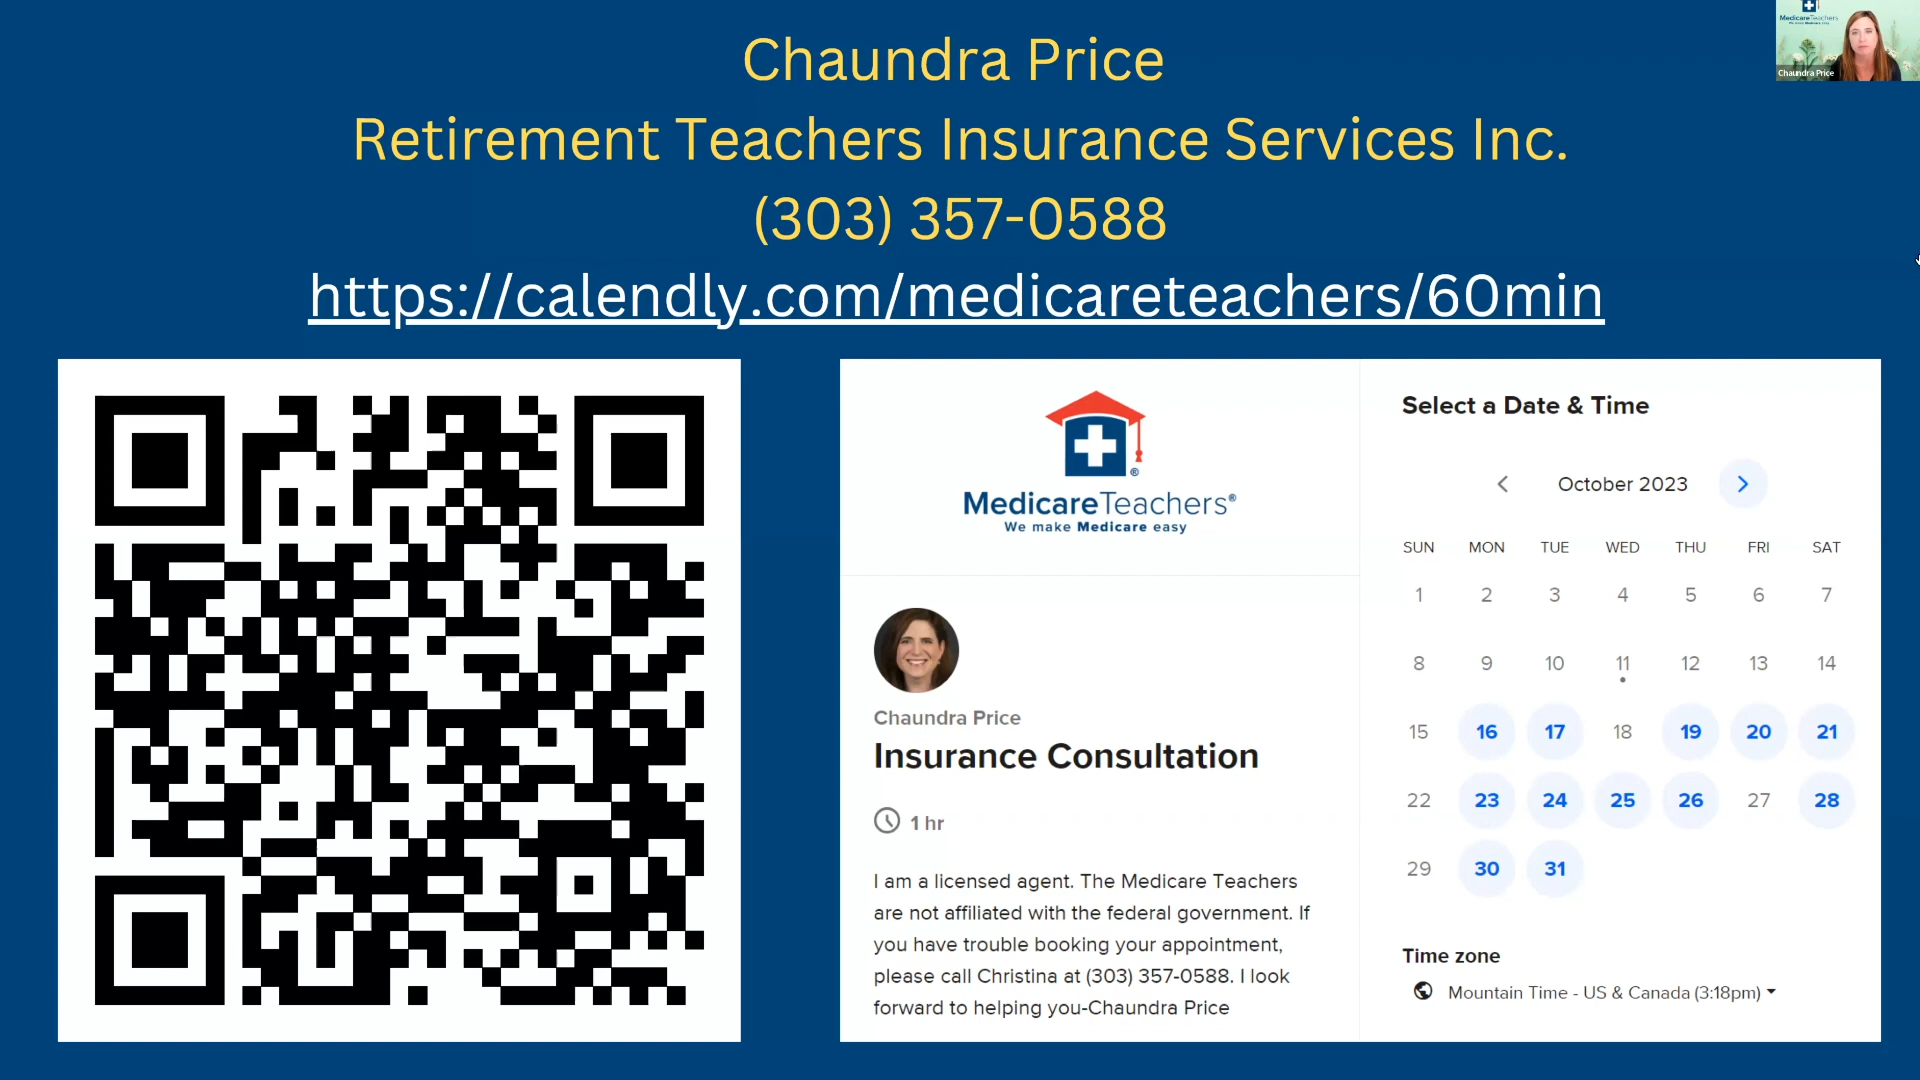 Chaundra Price
Retirement Teachers Insurance Services Inc.
(303) 357-0588
https://calendly.com/medicareteachers/60min
MedicareTeachers
Chaundra Price
MedicareTeachers®
We make Medicare easy
Chaundra Price
Insurance Consultation
1 hr
I am a licensed agent. The Medicare Teachers
are not affiliated with the federal government. If
you have trouble booking your appointment,
please call Christina at (303) 357-0588. I look
forward to helping you-Chaundra Price
Select a Date & Time
October 2023
SUN MON TUE WED THU FRI SAT
1 2 3 4 5 6 7
8 9 10 11 12 13 14
15 16 17 18 19 20 21
22 23 24 25 26 27 28
29 30 31
Time zone
Mountain Time - US & Canada (3:18pm)